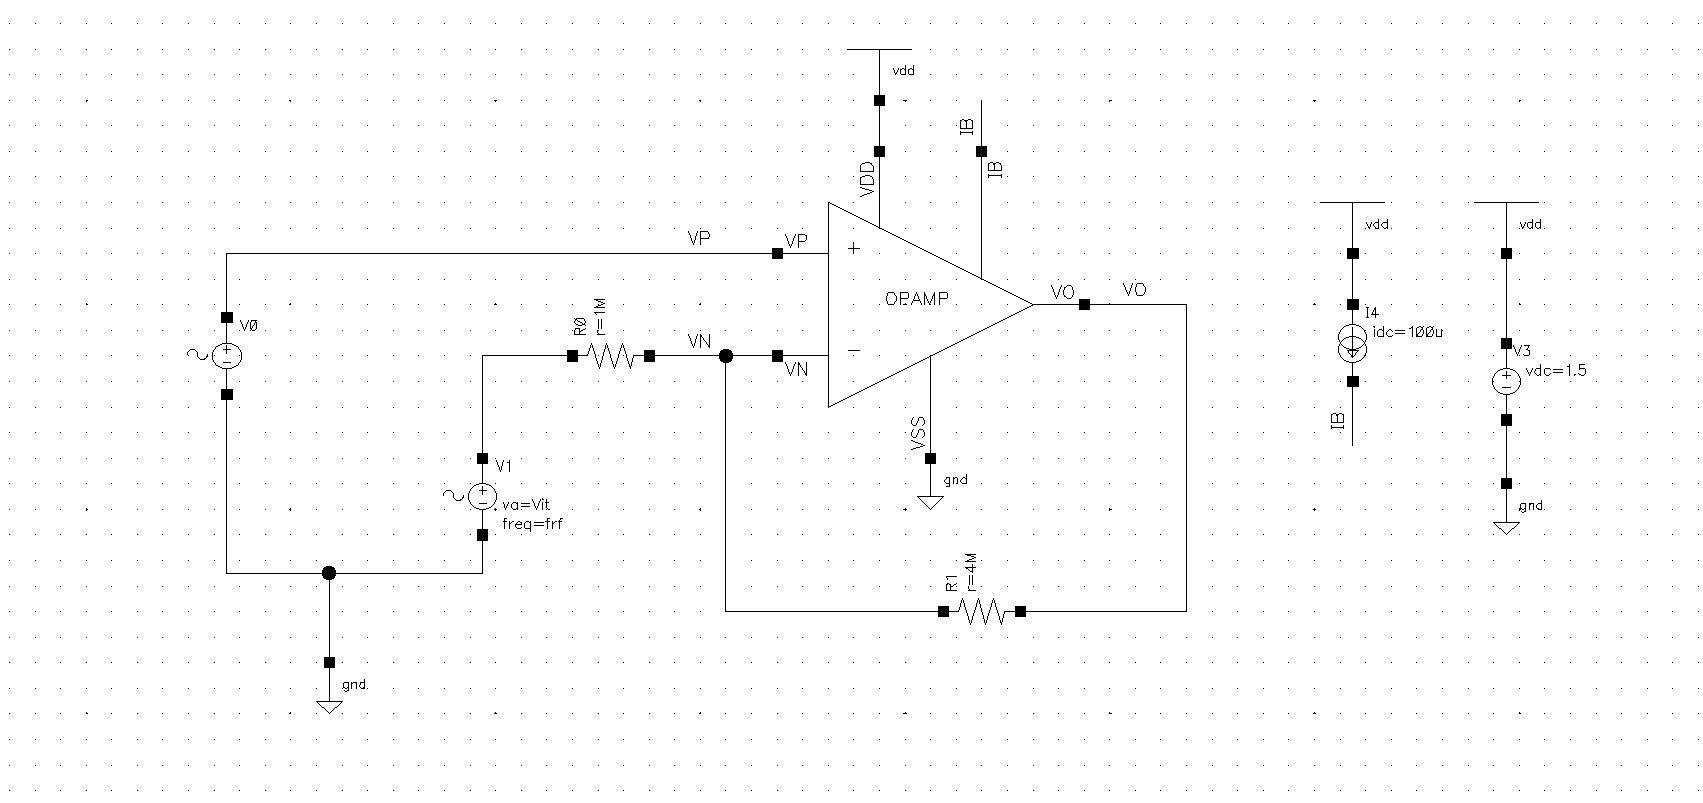 vdd
IB
VDD
IB
VP
VP
+
OPAMP
VO
VO
V0
+
-
R0
r=1M
VN
VN
-
VSS
gnd
V1
+
-
va=Vit
freq=frf
R1
r=4M
gnd
vdd
I4
idc=100u
IB
vdd
V3
+
-
vdc=1.5
gnd